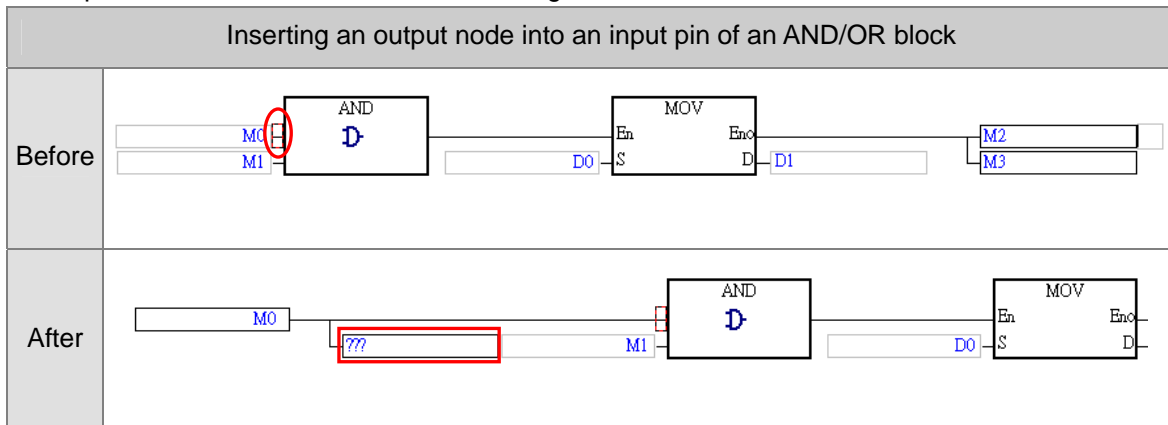 Inserting an output node into an input pin of an AND/OR block
Before
AND
MOV
M0
En
Eno
M2
M1
D0
S
D
D1
M3
After
AND
MOV
M0
En
Eno
???
M1
D0
S
D